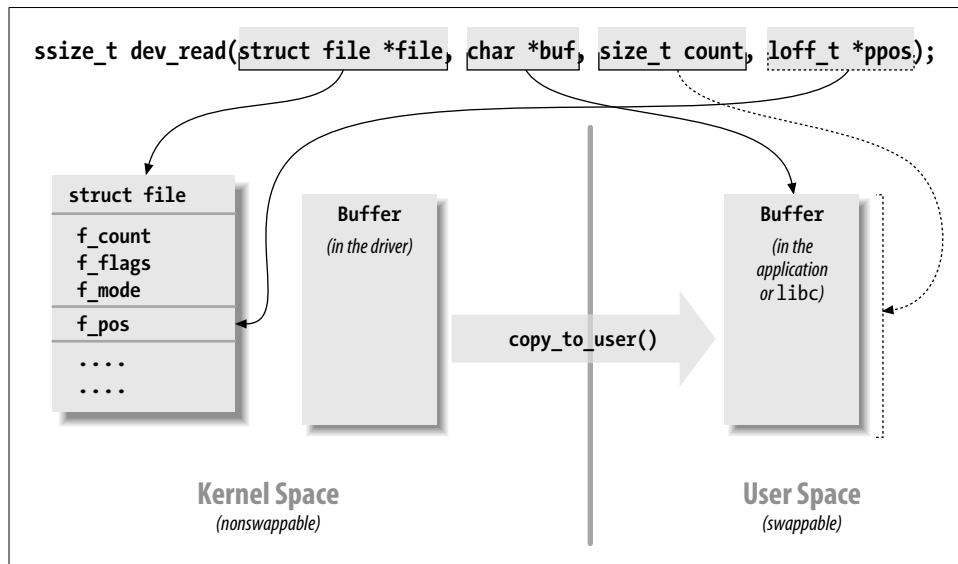 ssize_t dev_read(struct file *file, char *buf, size_t count, loff_t *ppos);
struct file
f_count
f_flags
f_mode
f_pos
....
....
Buffer
(in the driver)
copy_to_user()
Buffer
(in the
application
or libc)
Kernel Space
(nonswappable)
User Space
(swappable)